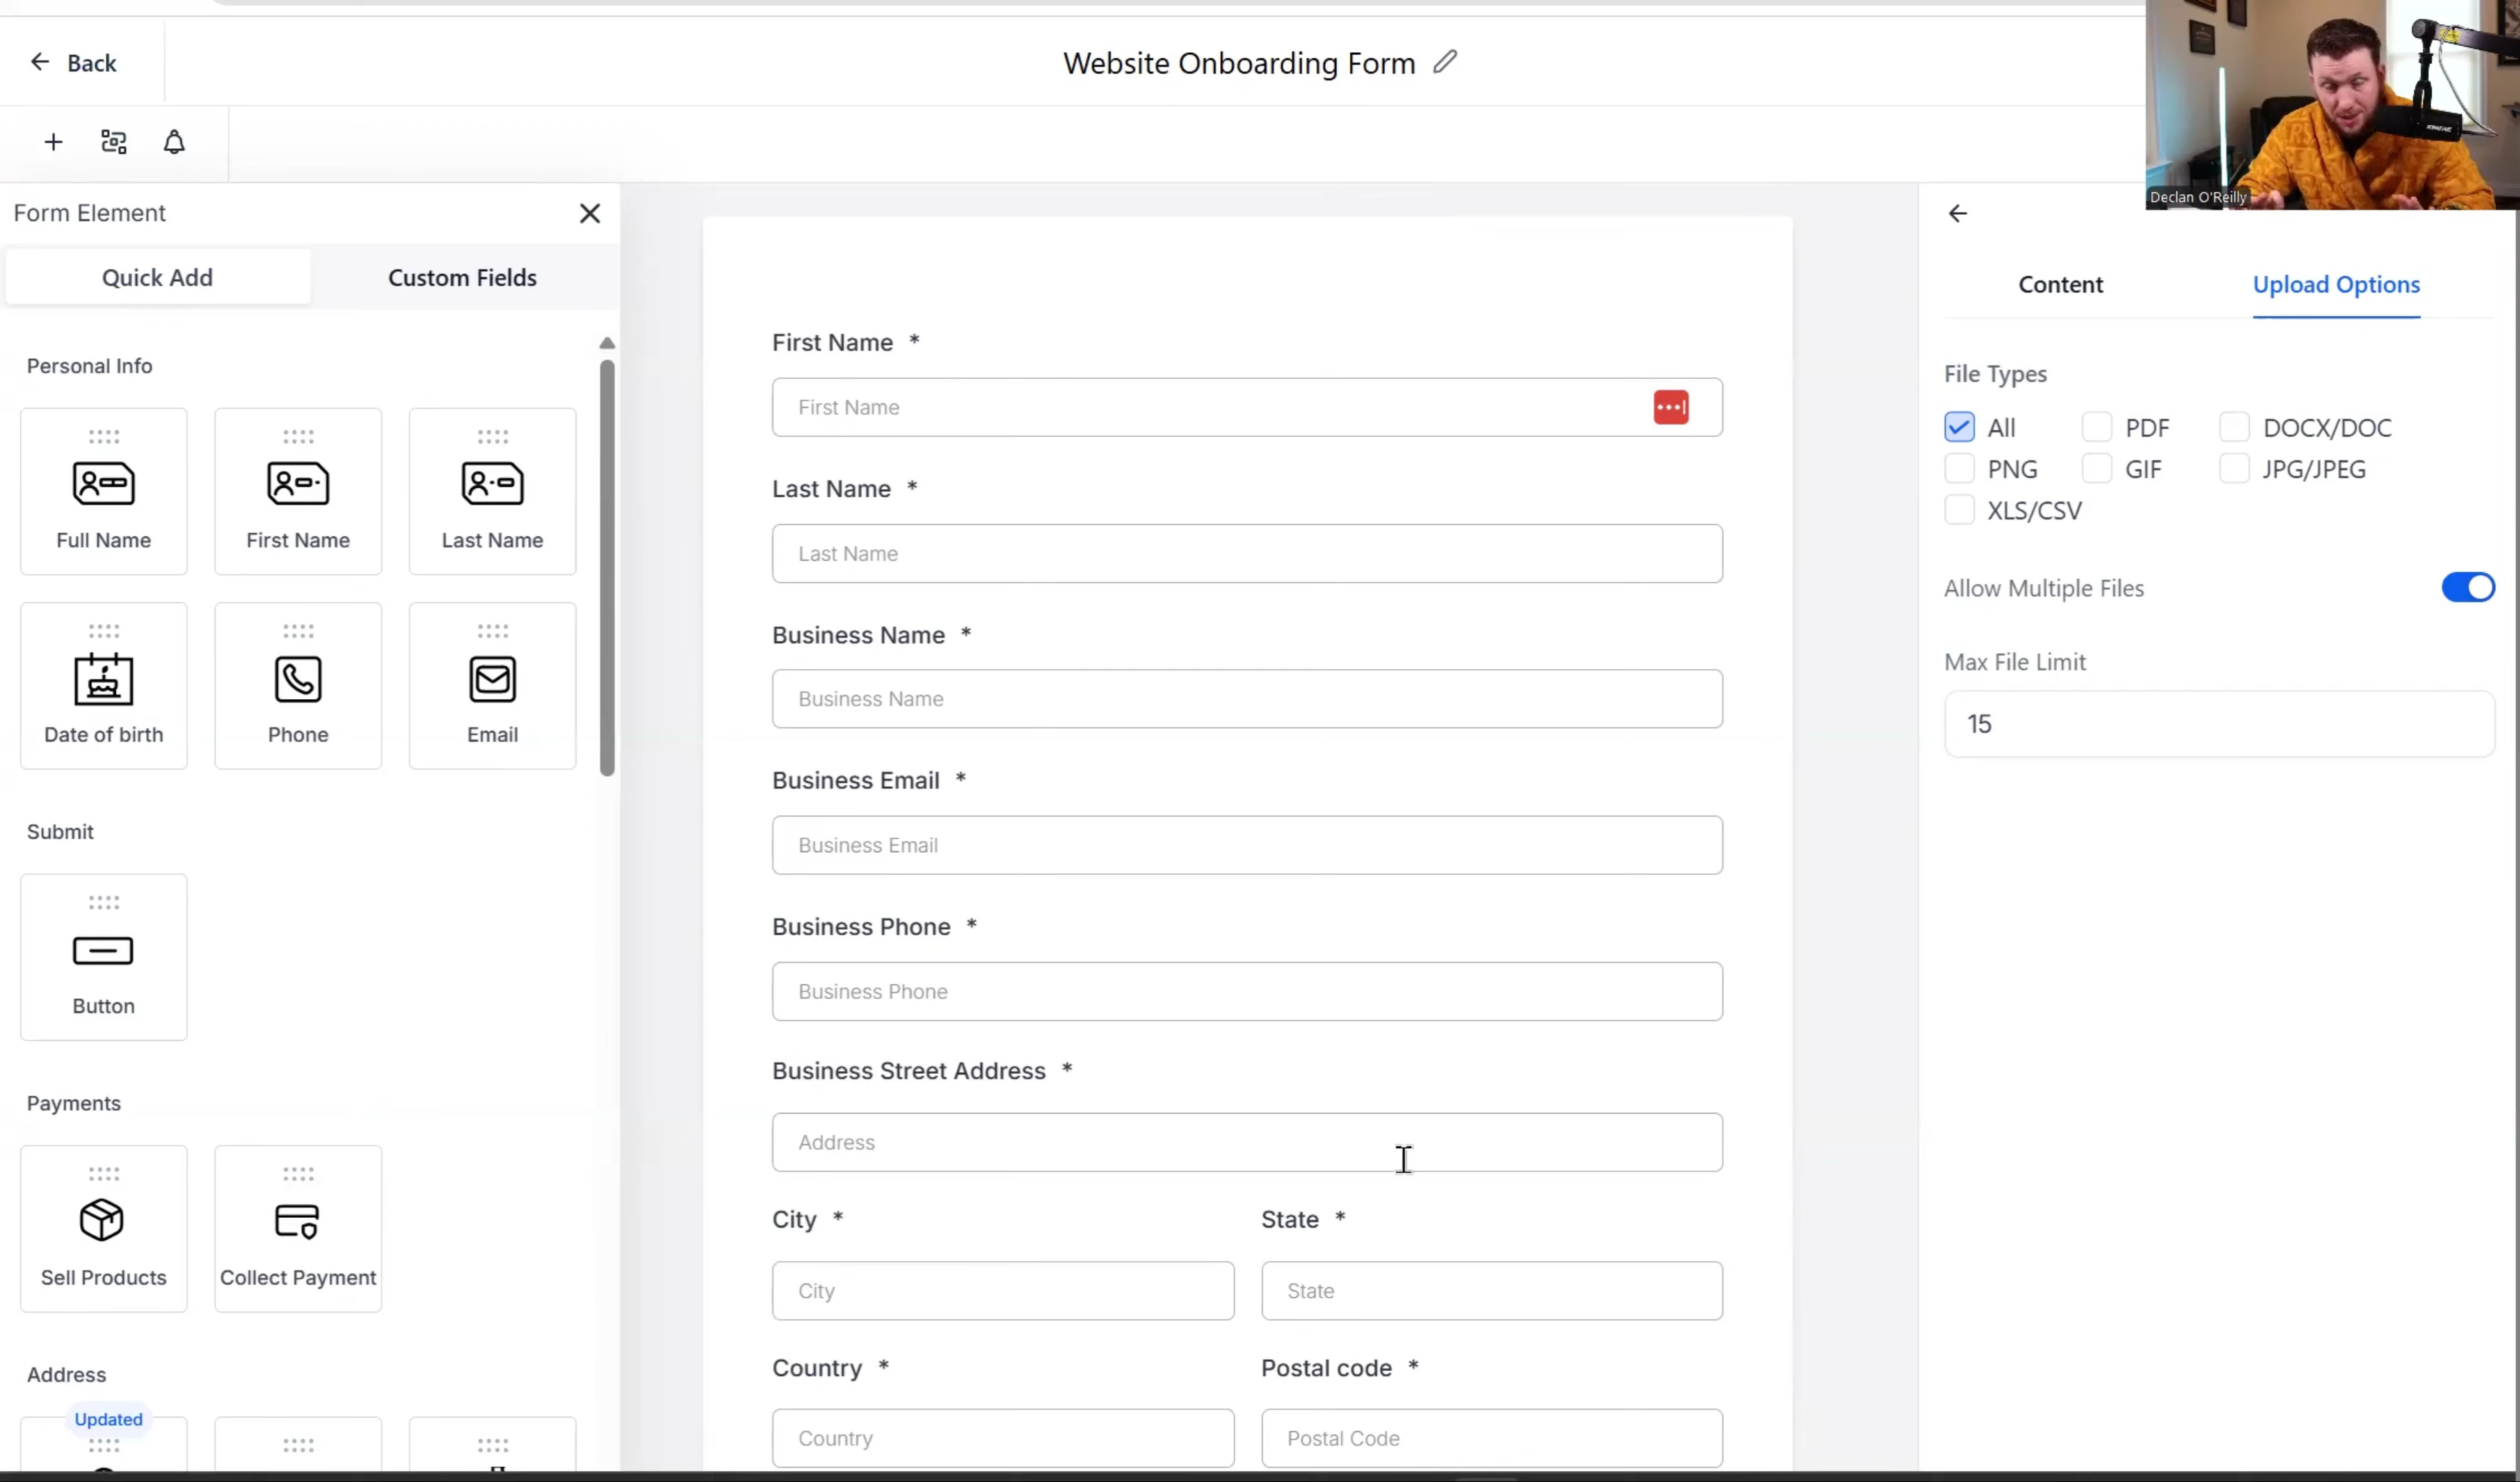 Back
Website Onboarding Form
Declan O'Reilly
Form Element
Quick Add
Custom Fields
Personal Info
Full Name
First Name
Last Name
Date of birth
Phone
Email
Submit
Button
Payments
Sell Products
Collect Payment
Address
Updated
First Name *
First Name
Last Name *
Last Name
Business Name *
Business Name
Business Email *
Business Email
Business Phone *
Business Phone
Business Street Address *
Address
City * State *
City State
Country * Postal code *
Country Postal Code
Content Upload Options
File Types
All PDF DOCX/DOC
PNG GIF JPG/JPEG
XLS/CSV
Allow Multiple Files
Max File Limit
15